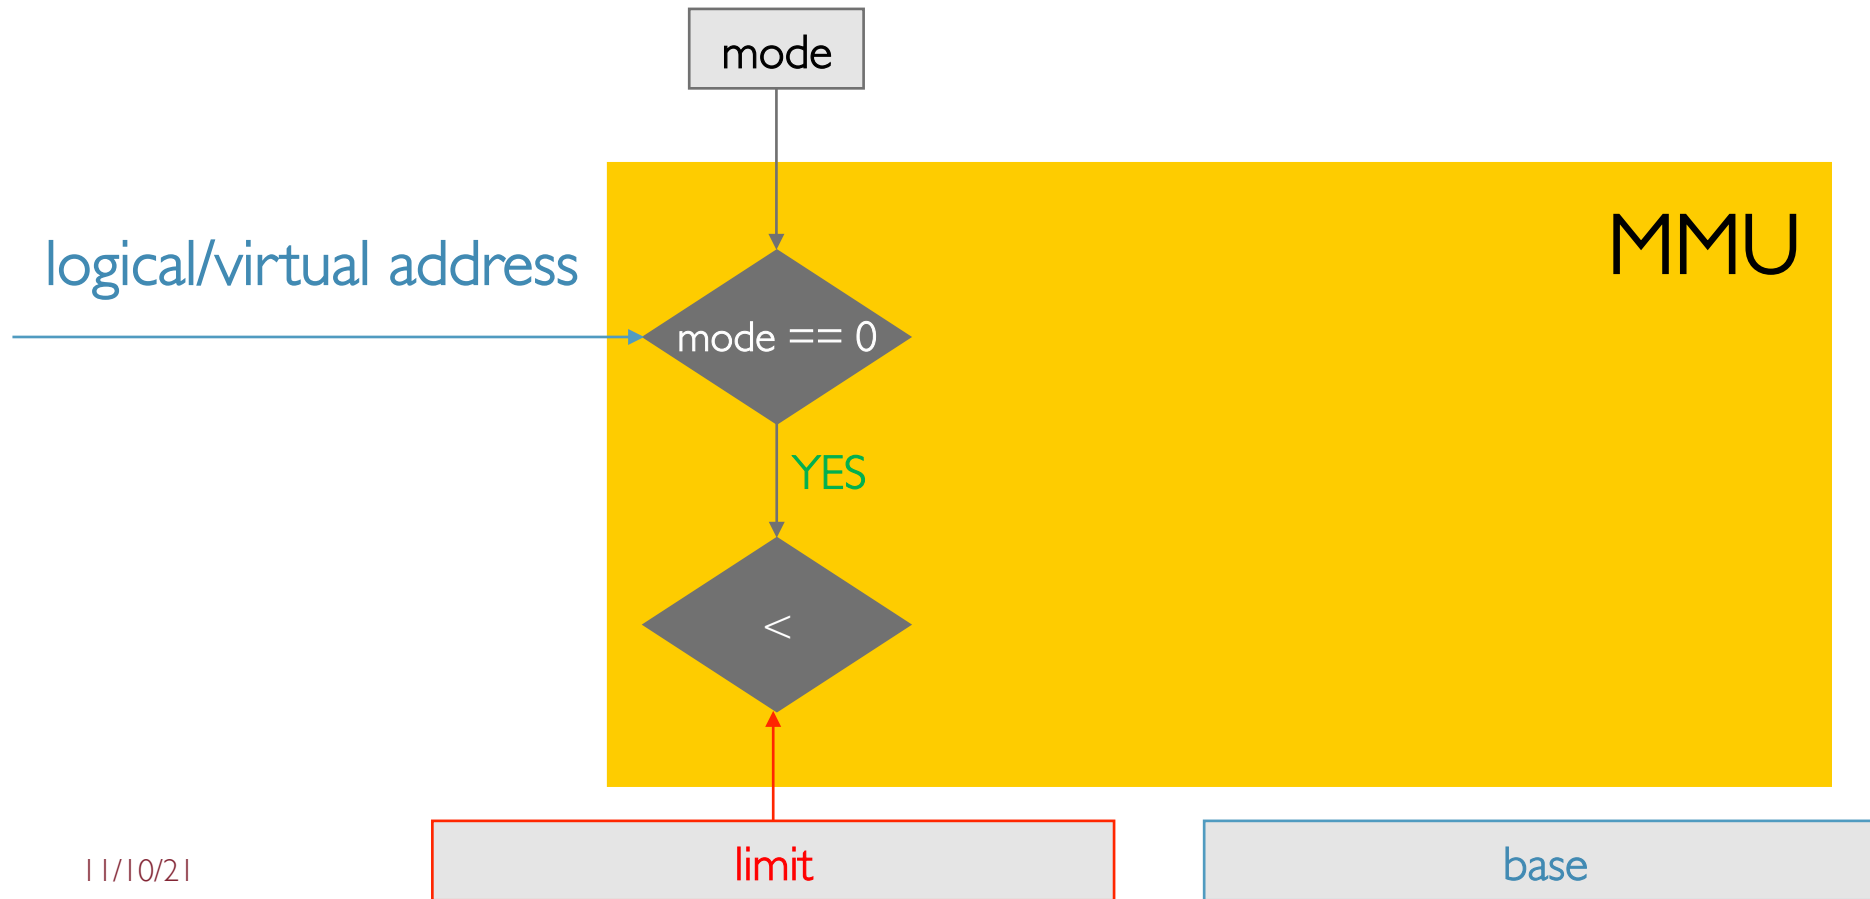 mode
MMU
logical/virtual address
mode == 0
YES
<
limit
base
11/10/21